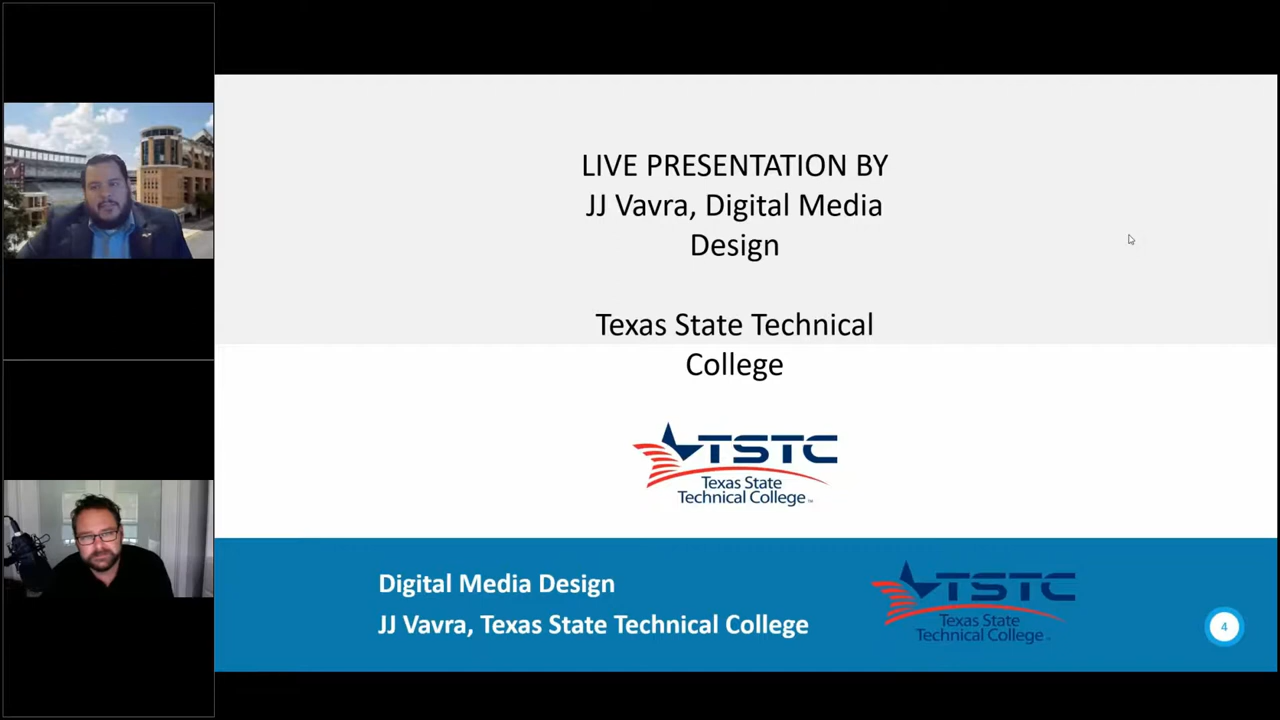 LIVE PRESENTATION BY
JJ Vavra, Digital Media
Design
Texas State Technical
College
TSTC
Texas State
Technical College™
Digital Media Design
JJ Vavra, Texas State Technical College
TSTC
Texas State
Technical College
4